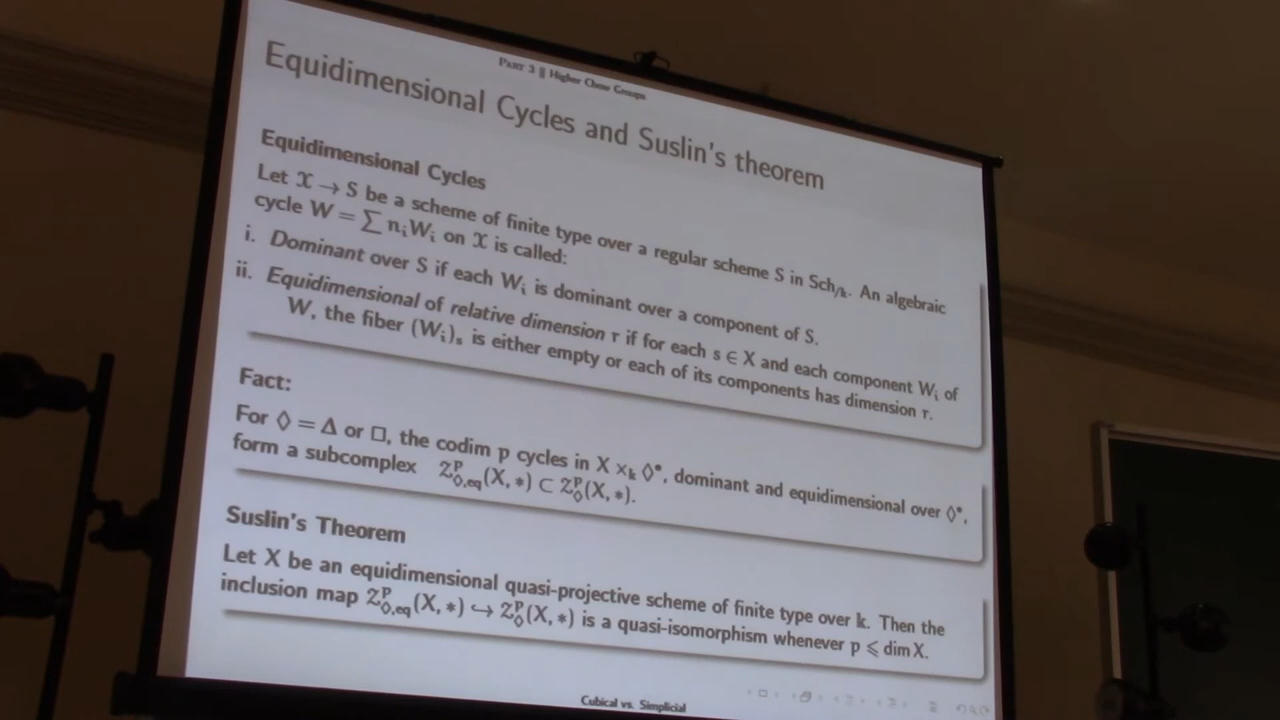 PART 3 || Higher Chow Groups
Equidimensional Cycles and Suslin's theorem
Equidimensional Cycles
Let 𝒳 → S be a scheme of finite type over a regular scheme S in Sch/k. An algebraic
cycle W = ∑ nᵢWᵢ on 𝒳 is called:
i. Dominant over S if each Wᵢ is dominant over a component of S.
ii. Equidimensional of relative dimension r if for each s ∈ X and each component Wᵢ of
W, the fiber (Wᵢ)ₛ is either empty or each of its components has dimension r.
Fact:
For ◊ = Δ or □, the codim p cycles in X ×ₖ ◊•, dominant and equidimensional over ◊•,
form a subcomplex 𝒵ᵖ◊,eq(X, ∗) ⊂ 𝒵ᵖ◊(X, ∗).
Suslin's Theorem
Let X be an equidimensional quasi-projective scheme of finite type over k. Then the
inclusion map 𝒵ᵖ◊,eq(X, ∗) ↪ 𝒵ᵖ◊(X, ∗) is a quasi-isomorphism whenever p ⩽ dim X.
Cubical vs. Simplicial